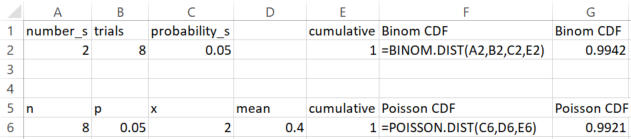 A B C D E F G
1 number_s trials probability_s cumulative Binom CDF Binom CDF
2 2 8 0.05 1 =BINOM.DIST(A2,B2,C2,E2) 0.9942
3
4
5 n p x mean cumulative Poisson CDF Poisson CDF
6 8 0.05 2 0.4 1 =POISSON.DIST(C6,D6,E6) 0.9921